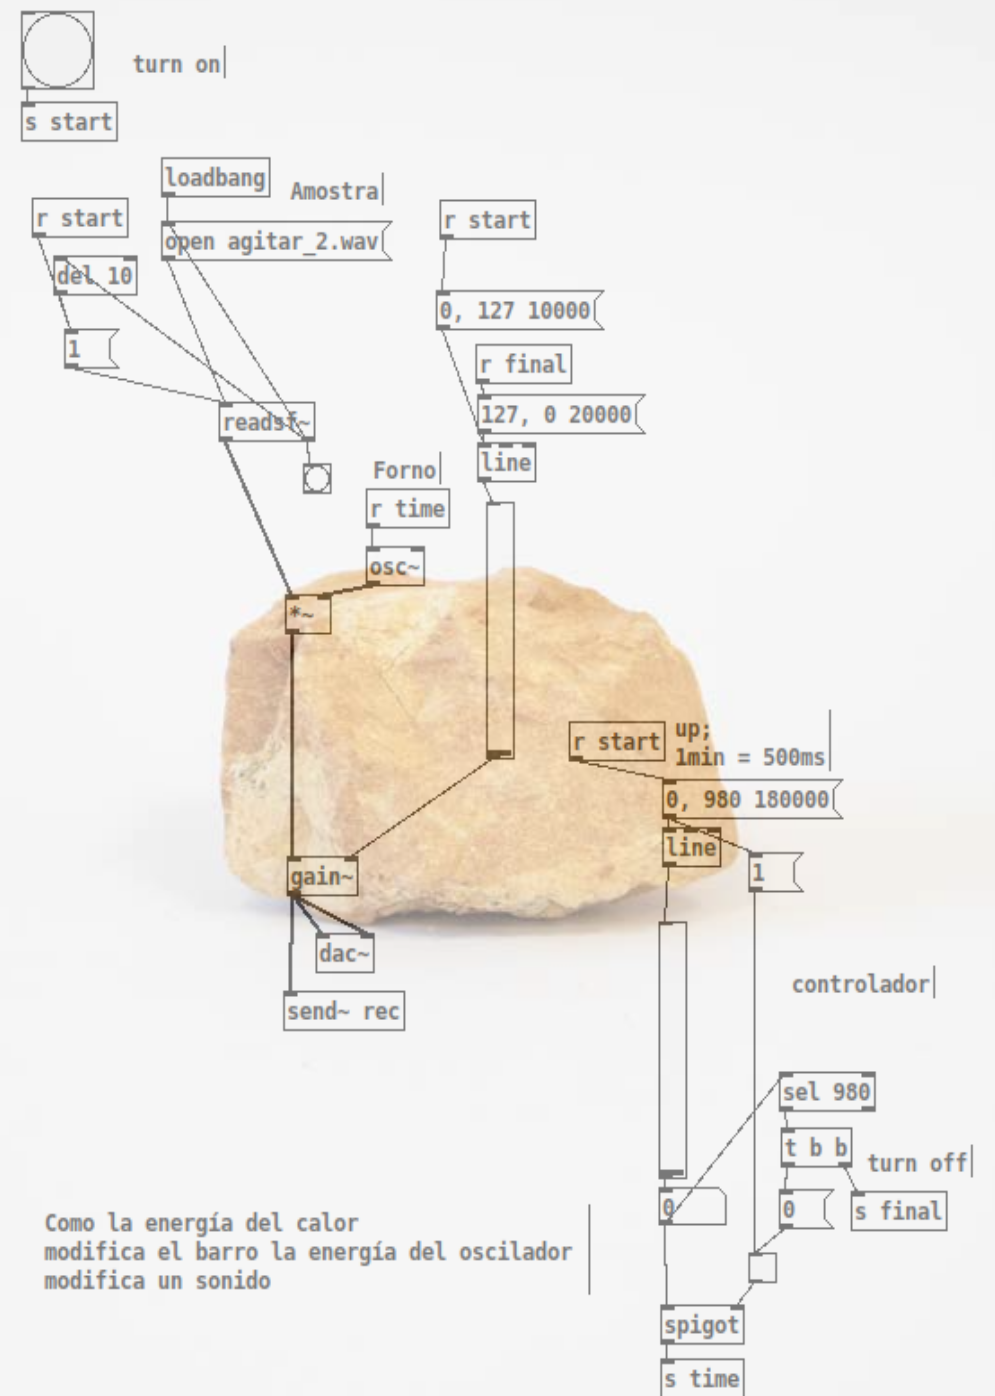 turn on
s start
loadbang
Amostra
r start
open agitar_2.wav
r start
del 10
0, 127 10000
1
r final
127, 0 20000
readsf~
line
Forno
r time
osc~
*~
r start
up;
1min = 500ms
0, 980 180000
line
1
gain~
dac~
controlador
send~ rec
sel 980
t b b
turn off
0
0
s final
Como la energía del calor
modifica el barro la energía del oscilador
modifica un sonido
spigot
s time